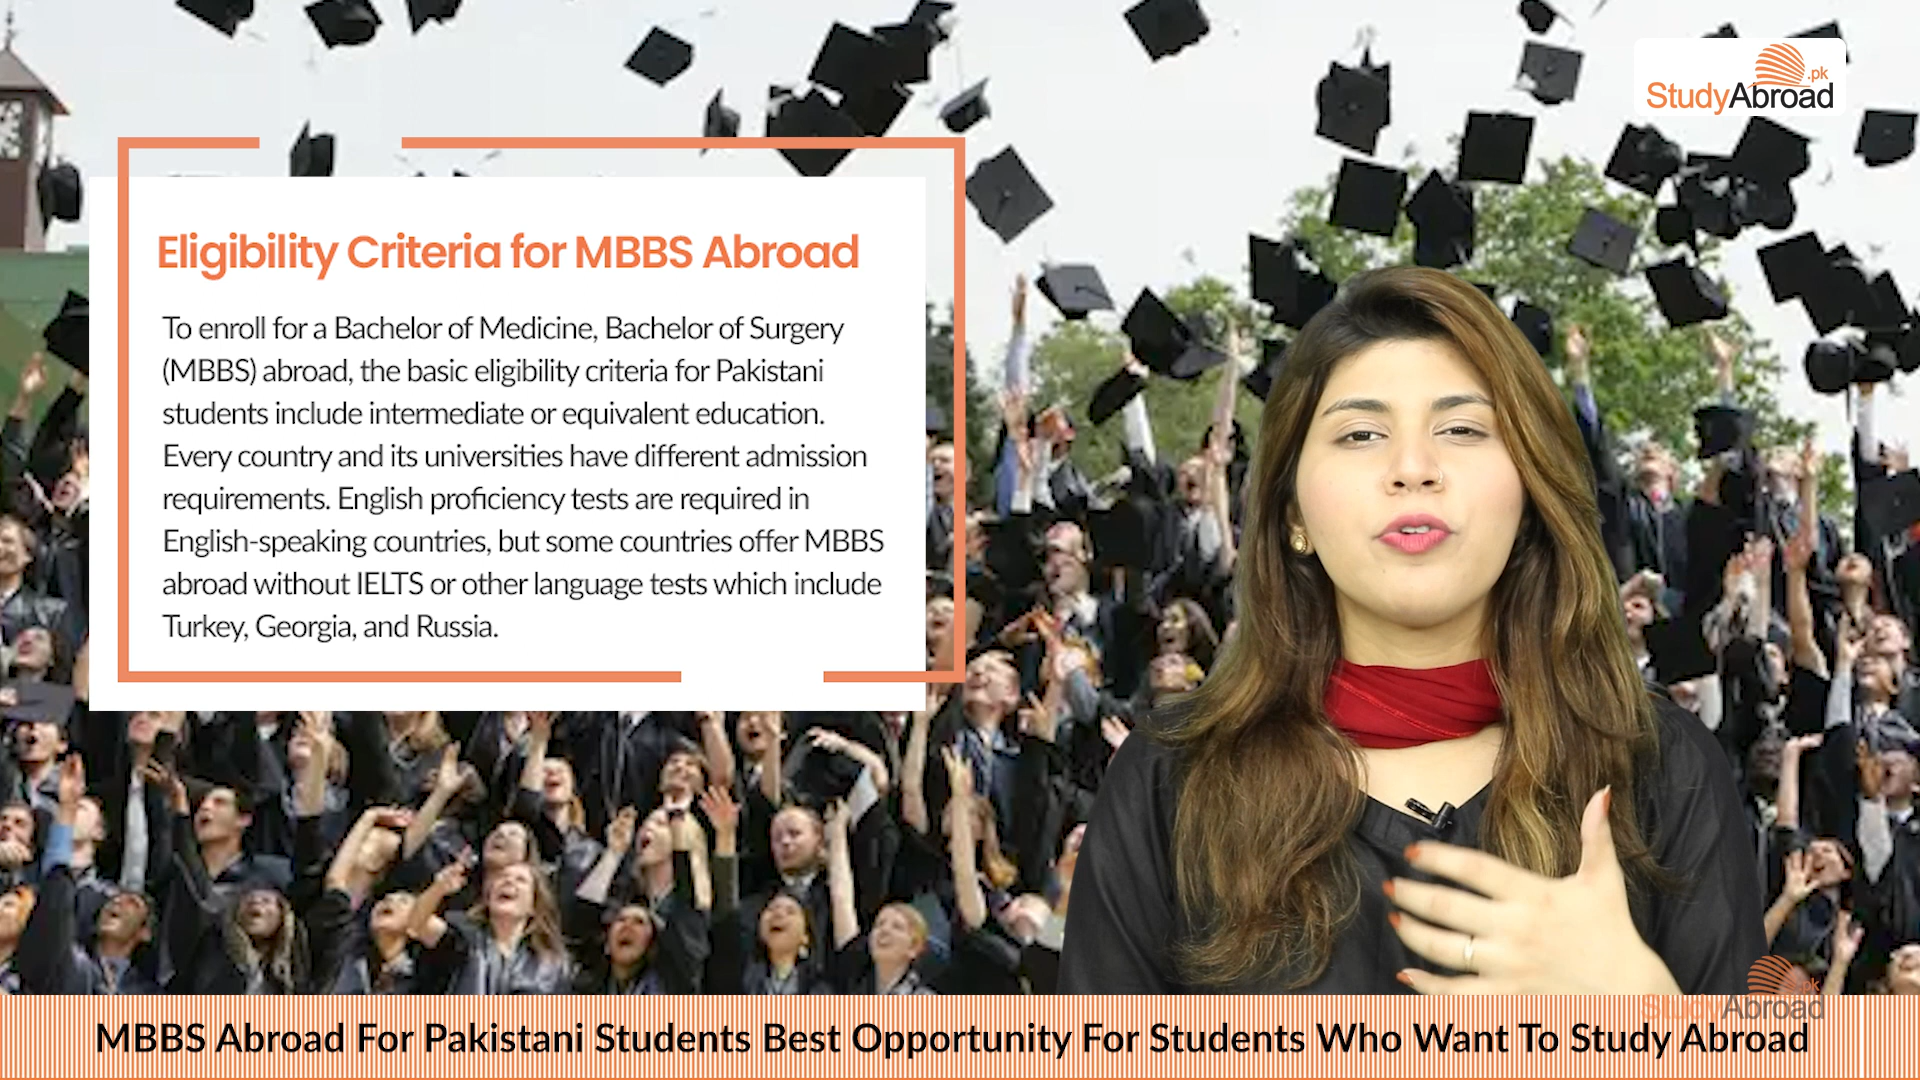 StudyAbroad.pk
Eligibility Criteria for MBBS Abroad
To enroll for a Bachelor of Medicine, Bachelor of Surgery
(MBBS) abroad, the basic eligibility criteria for Pakistani
students include intermediate or equivalent education.
Every country and its universities have different admission
requirements. English proficiency tests are required in
English-speaking countries, but some countries offer MBBS
abroad without IELTS or other language tests which include
Turkey, Georgia, and Russia.
StudyAbroad.pk
MBBS Abroad For Pakistani Students Best Opportunity For Students Who Want To Study Abroad